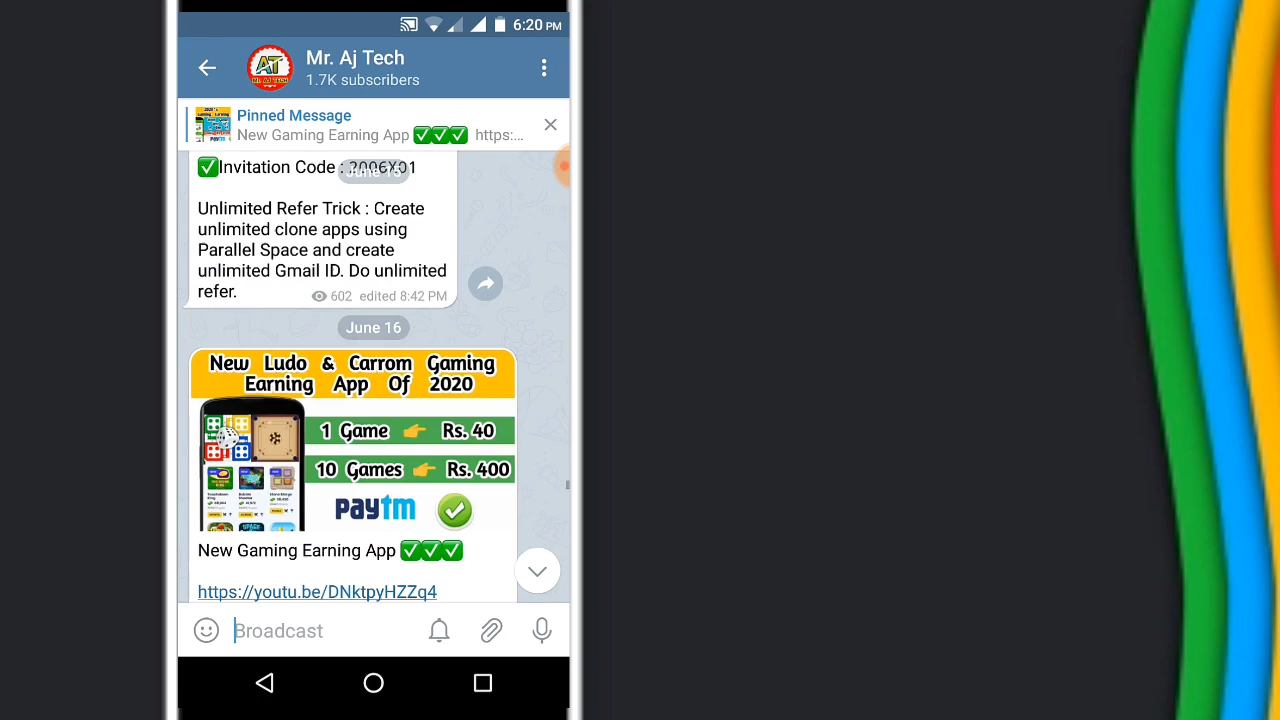 6:20 PM
Mr. Aj Tech
1.7K subscribers
Pinned Message
New Gaming Earning App ✅✅✅ https:...
✅Invitation Code : 2006X01
Unlimited Refer Trick : Create
unlimited clone apps using
Parallel Space and create
unlimited Gmail ID. Do unlimited
refer.
602 edited 8:42 PM
June 16
New Ludo & Carrom Gaming
Earning App Of 2020
1 Game 👉 Rs. 40
10 Games 👉 Rs. 400
paytm
New Gaming Earning App ✅✅✅
https://youtu.be/DNktpyHZZq4
Broadcast